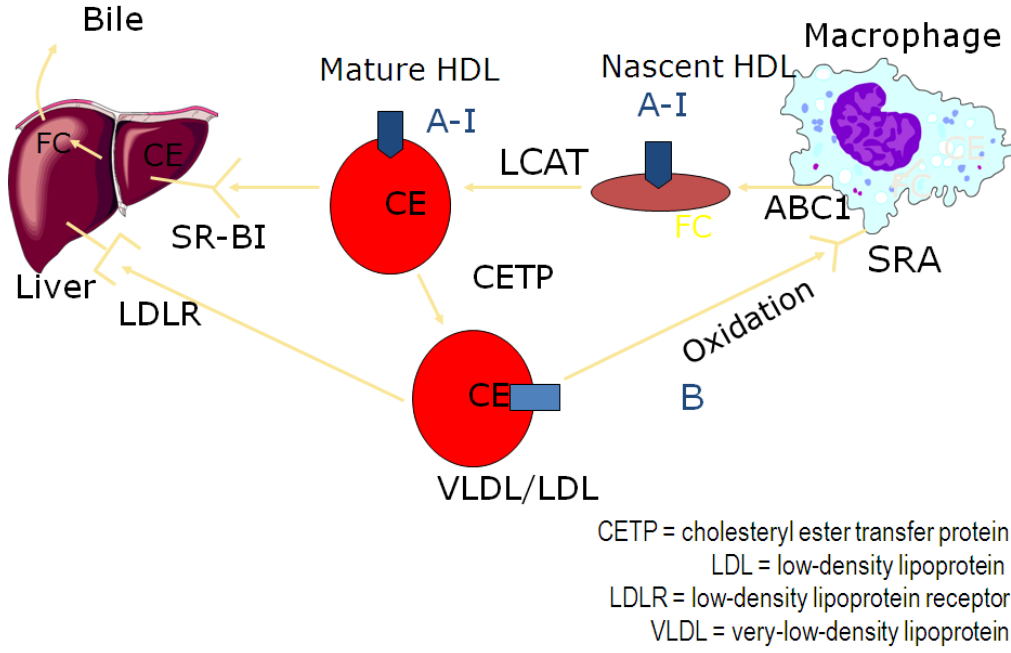 Bile
Macrophage
Mature HDL
Nascent HDL
A-I
A-I
FC
CE
LCAT
CE
FC
CE
FC
ABC1
SR-BI
SRA
Liver
CETP
LDLR
Oxidation
CE
B
VLDL/LDL
CETP = cholesteryl ester transfer protein
LDL = low-density lipoprotein
LDLR = low-density lipoprotein receptor
VLDL = very-low-density lipoprotein